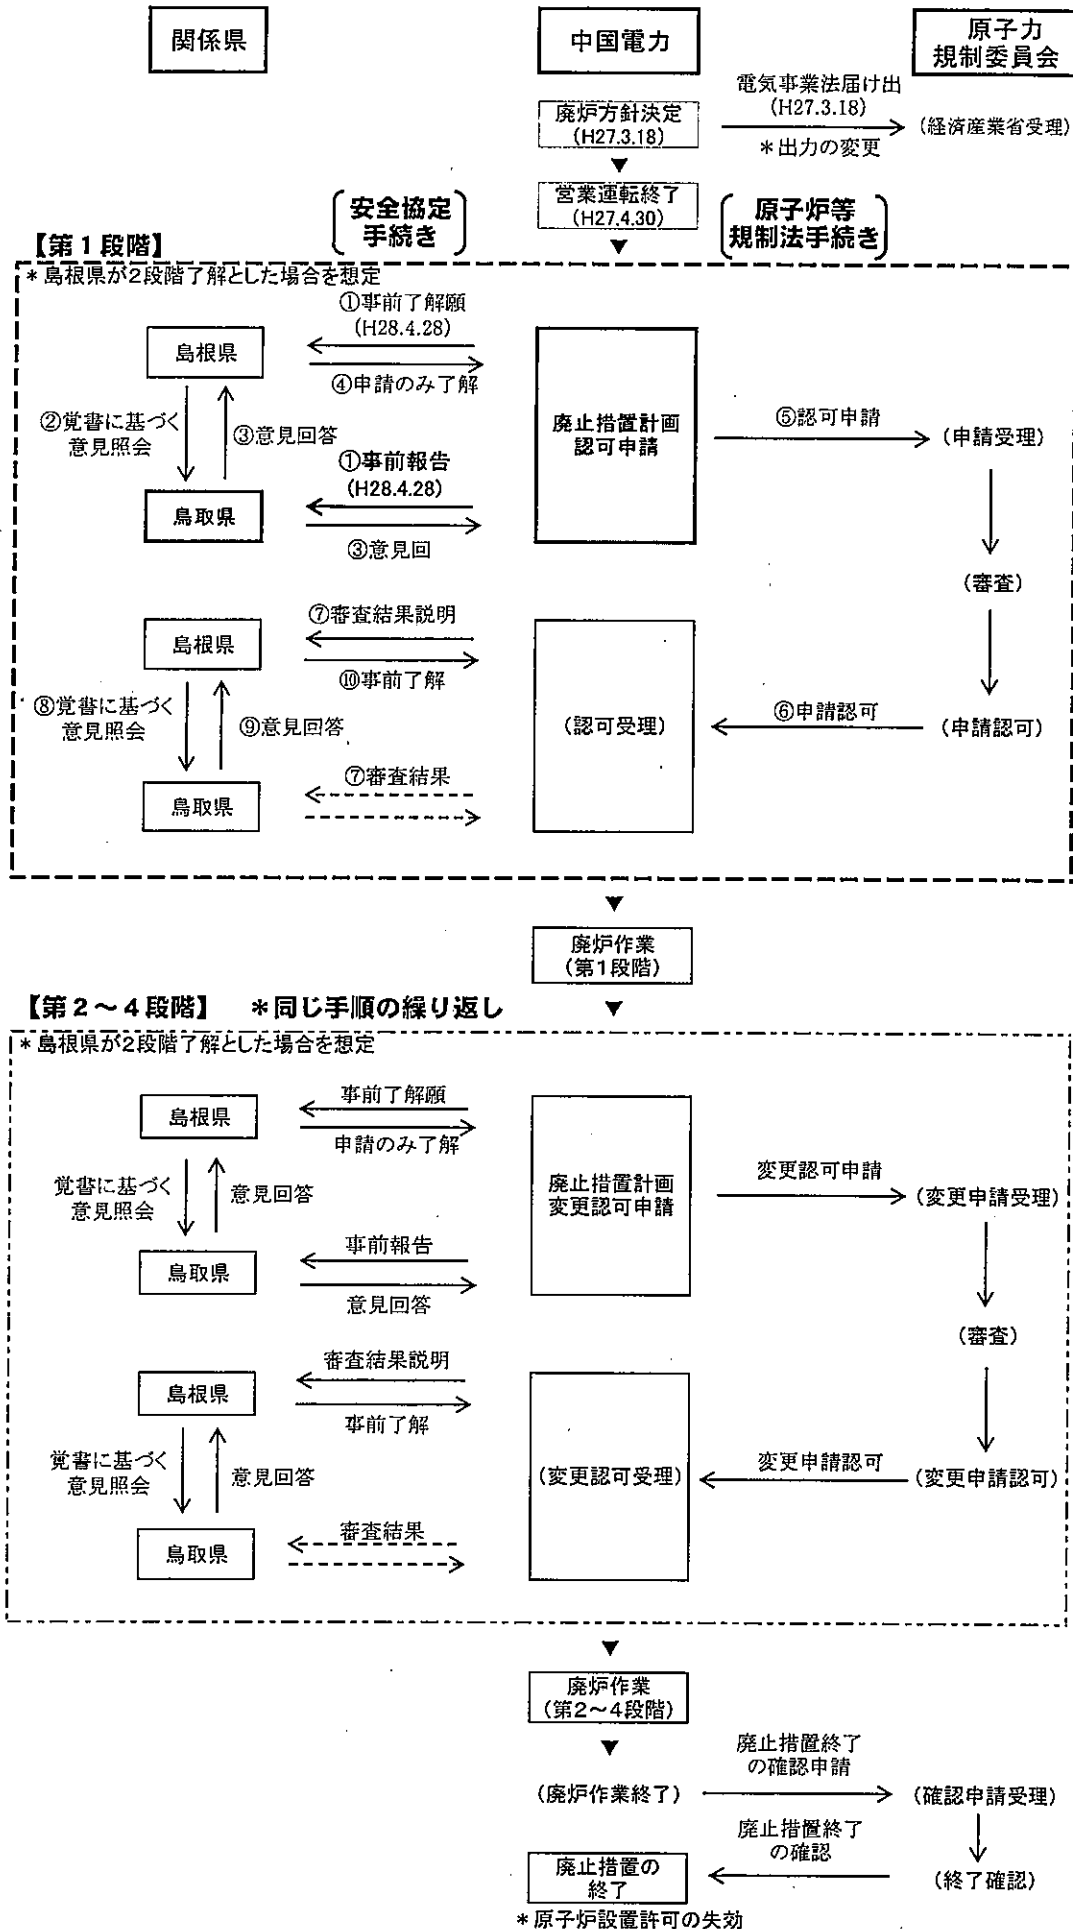 関係県
中国電力
原子力
規制委員会
廃炉方針決定
(H27.3.18)
電気事業法届け出
(H27.3.18)
＊出力の変更
(経済産業省受理)
営業運転終了
(H27.4.30)
安全協定
手続き
原子炉等
規制法手続き
【第１段階】
＊島根県が2段階了解とした場合を想定
島根県
①事前了解願
(H28.4.28)
④申請のみ了解
②覚書に基づく
意見照会
③意見回答
①事前報告
(H28.4.28)
鳥取県
③意見回
廃止措置計画
認可申請
⑤認可申請
(申請受理)
(審査)
島根県
⑦審査結果説明
⑩事前了解
⑧覚書に基づく
意見照会
⑨意見回答
⑦審査結果
鳥取県
(認可受理)
⑥申請認可
(申請認可)
廃炉作業
(第1段階)
【第２～４段階】　＊同じ手順の繰り返し
＊島根県が2段階了解とした場合を想定
島根県
事前了解願
申請のみ了解
覚書に基づく
意見照会
意見回答
事前報告
鳥取県
意見回答
廃止措置計画
変更認可申請
変更認可申請
(変更申請受理)
(審査)
島根県
審査結果説明
事前了解
覚書に基づく
意見照会
意見回答
審査結果
鳥取県
(変更認可受理)
変更申請認可
(変更申請認可)
廃炉作業
(第2～4段階)
(廃炉作業終了)
廃止措置終了
の確認申請
(確認申請受理)
廃止措置終了
の確認
(終了確認)
廃止措置の
終了
＊原子炉設置許可の失効